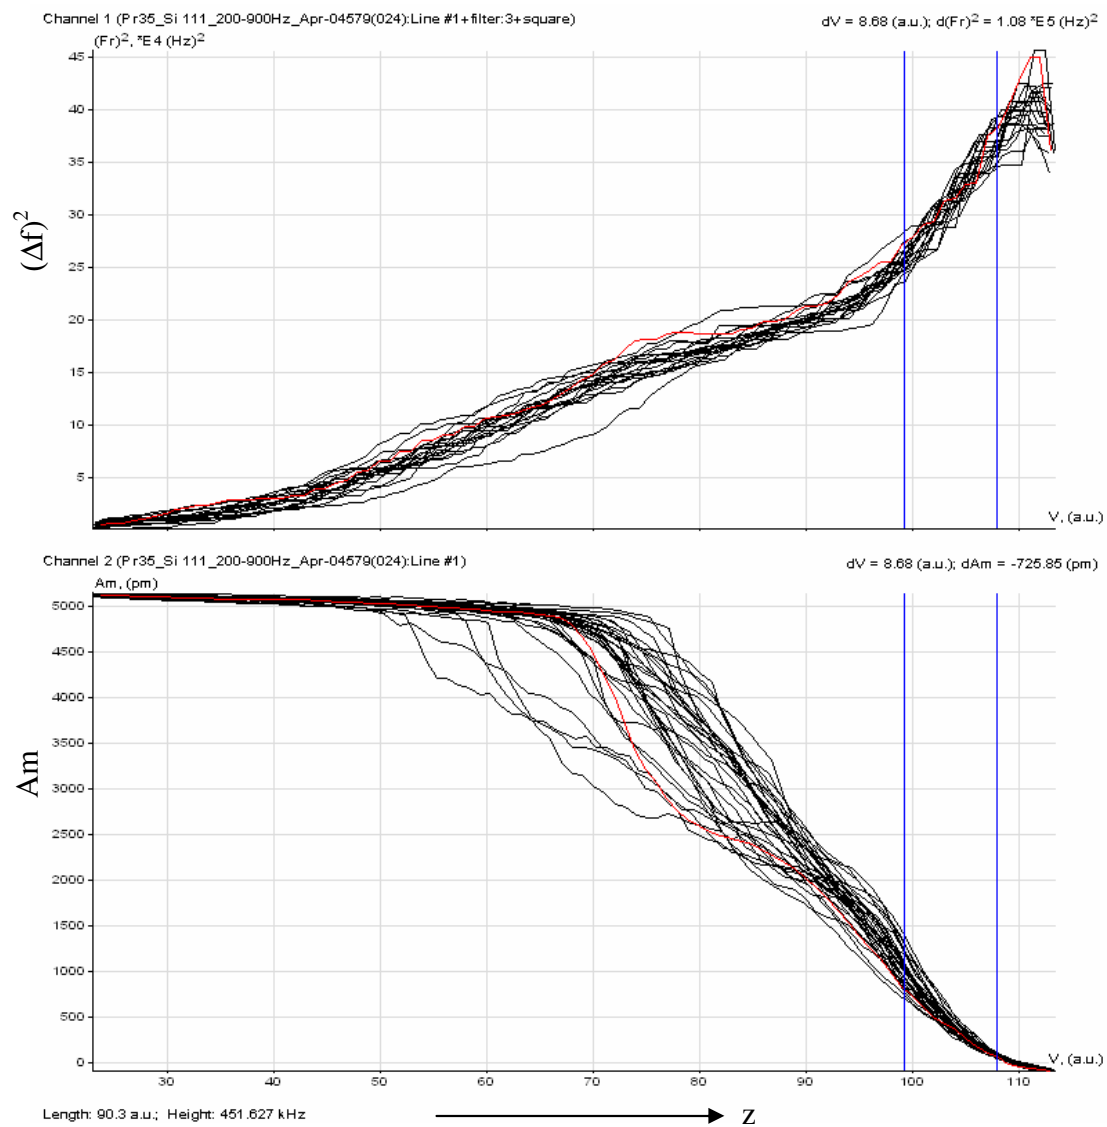 Channel 1 (Pr35_Si 111_200-900Hz_Apr-04579(024):Line #1+filter:3+square)
dV = 8.68 (a.u.); d(Fr)² = 1.08 *E5 (Hz)²
(Fr)², *E4 (Hz)²
45
40
35
30
25
20
15
10
5
(Δf)²
V, (a.u.)
Channel 2 (Pr35_Si 111_200-900Hz_Apr-04579(024):Line #1)
dV = 8.68 (a.u.); dAm = -725.85 (pm)
Am, (pm)
5000
4500
4000
3500
3000
2500
2000
1500
1000
500
0
Am
V, (a.u.)
30 40 50 60 70 80 90 100 110
Length: 90.3 a.u.; Height: 451.627 kHz
z